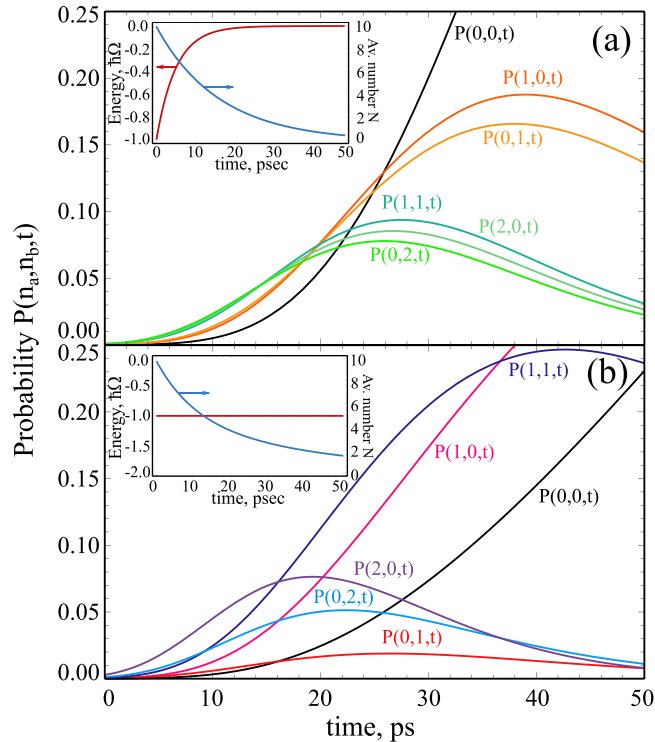 0.25
0.20
0.15
0.10
0.05
0.00
Probability P(nₐ,n_b,t)
(a)
P(0,0,t)
P(1,0,t)
P(0,1,t)
P(1,1,t)
P(2,0,t)
P(0,2,t)
Energy, ħΩ
0.0
-0.2
-0.4
-0.6
-0.8
-1.0
0 10 20 30 40 50
time, psec
10
8
6
4
2
0
Av. number N
0.25
0.20
0.15
0.10
0.05
0.00
(b)
P(1,1,t)
P(1,0,t)
P(0,0,t)
P(2,0,t)
P(0,2,t)
P(0,1,t)
Energy, ħΩ
0.0
-0.5
-1.0
-1.5
-2.0
0 10 20 30 40 50
time, psec
10
8
6
4
2
0
Av. number N
0 10 20 30 40 50
time, ps